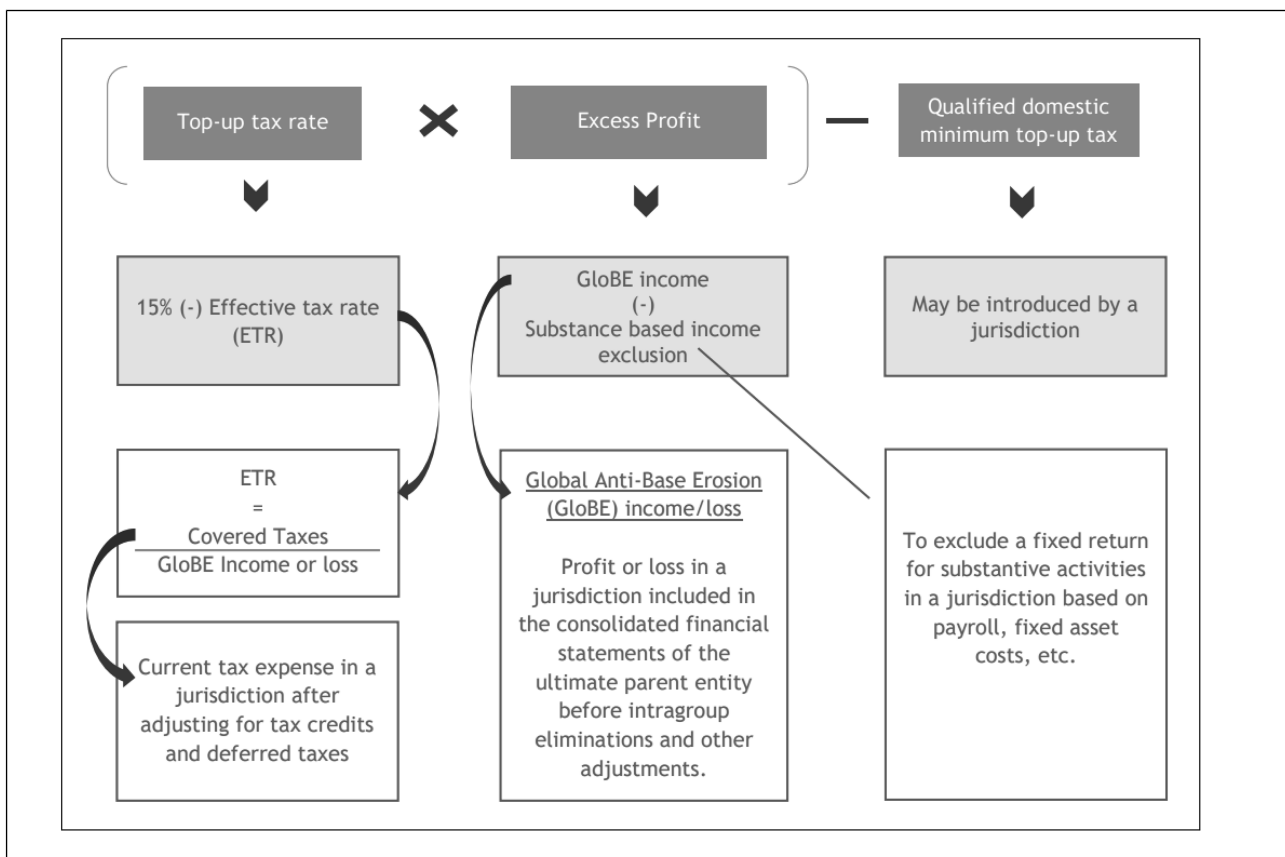 Top-up tax rate
Excess Profit
Qualified domestic
minimum top-up tax
15% (-) Effective tax rate
(ETR)
GloBE income
(-)
Substance based income
exclusion
May be introduced by a
jurisdiction
ETR
=
Covered Taxes
GloBE Income or loss
Current tax expense in a
jurisdiction after
adjusting for tax credits
and deferred taxes
Global Anti-Base Erosion
(GloBE) income/loss
Profit or loss in a
jurisdiction included in
the consolidated financial
statements of the
ultimate parent entity
before intragroup
eliminations and other
adjustments.
To exclude a fixed return
for substantive activities
in a jurisdiction based on
payroll, fixed asset
costs, etc.